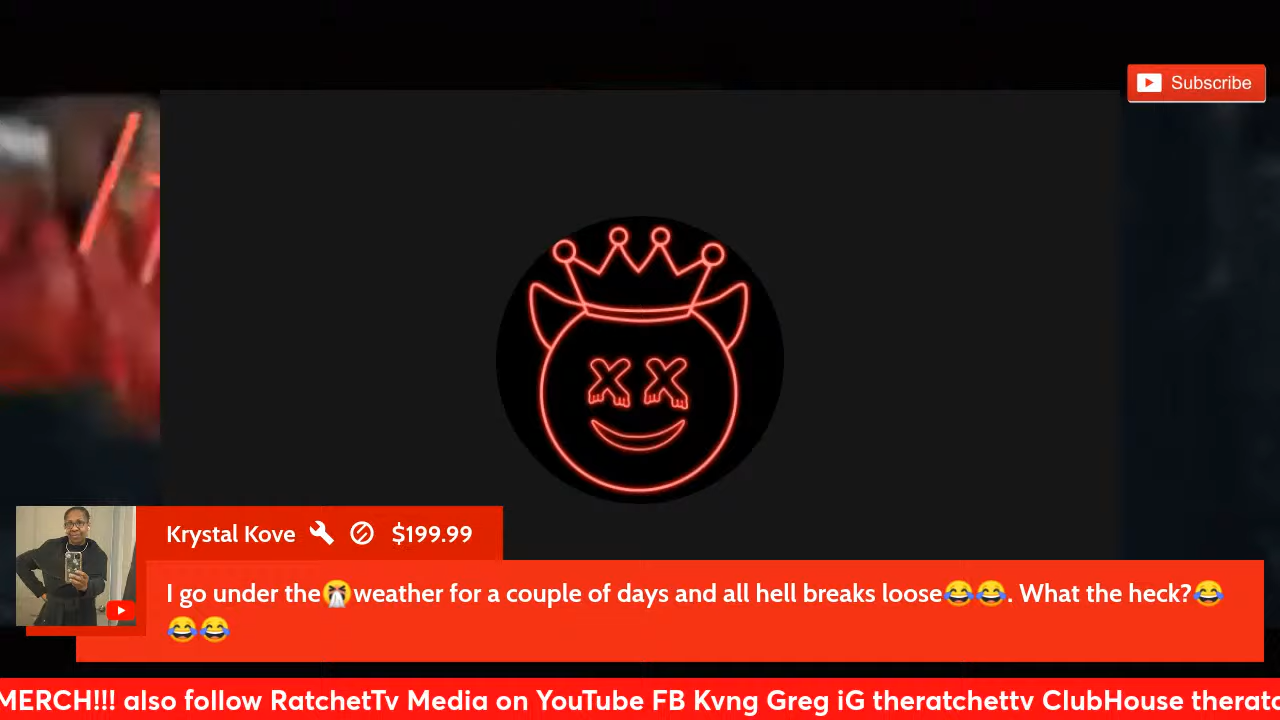 Subscribe
Krystal Kove $199.99
I go under the🤧weather for a couple of days and all hell breaks loose😂😂. What the heck?😂
😂😂
MERCH!!! also follow RatchetTv Media on YouTube FB Kvng Greg iG theratchettv ClubHouse